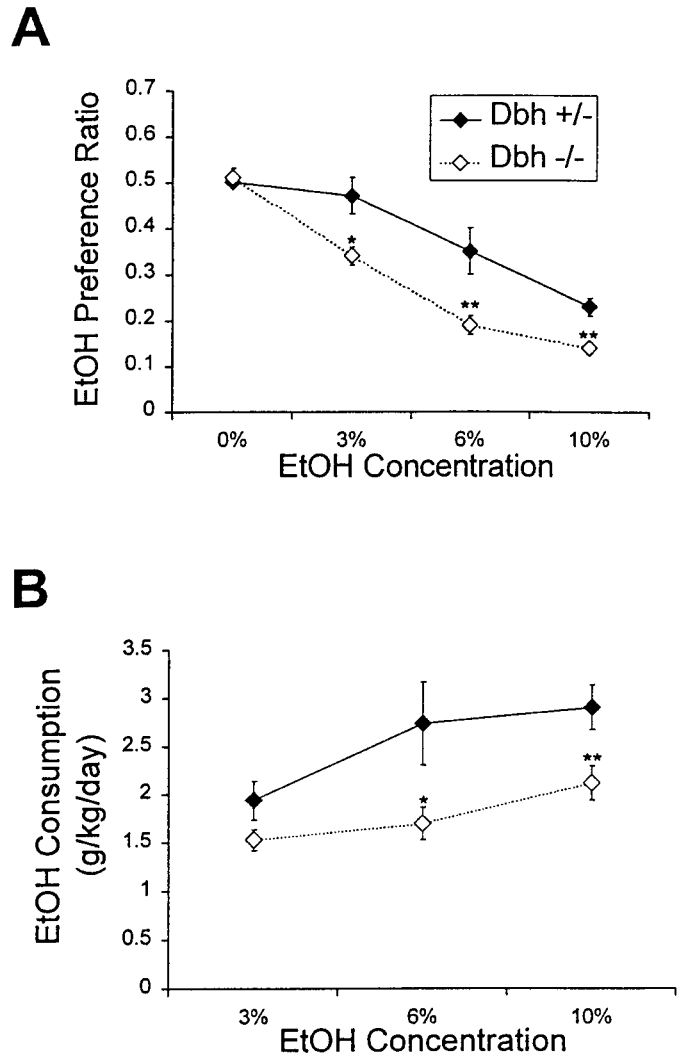 A
EtOH Preference Ratio
0.7
0.6
0.5
0.4
0.3
0.2
0.1
0
Dbh +/-
Dbh -/-
*
**
**
0% 3% 6% 10%
EtOH Concentration
B
EtOH Consumption
(g/kg/day)
3.5
3
2.5
2
1.5
1
0.5
0
*
**
3% 6% 10%
EtOH Concentration